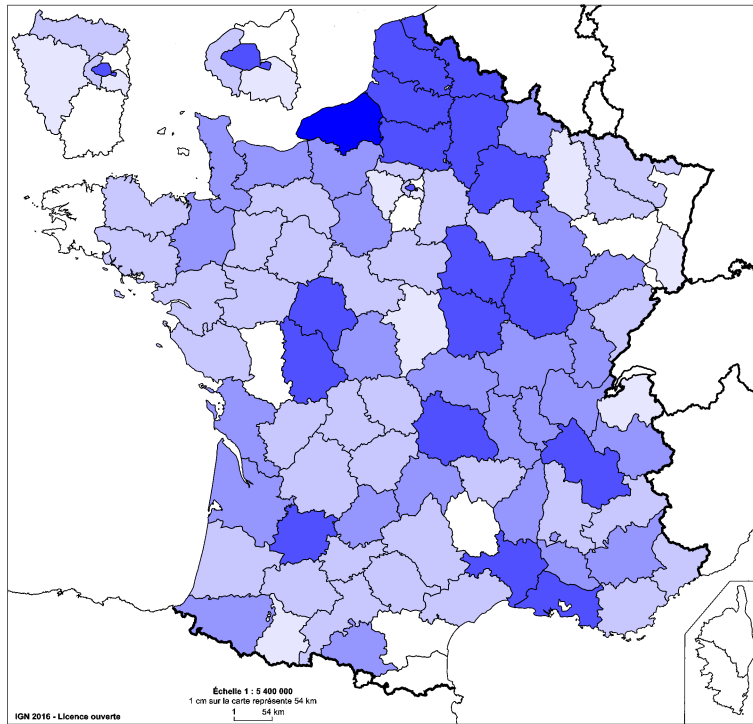 Échelle 1 : 5 400 000
1 cm sur la carte représente 54 km
1 54 km
IGN 2016 - Licence ouverte